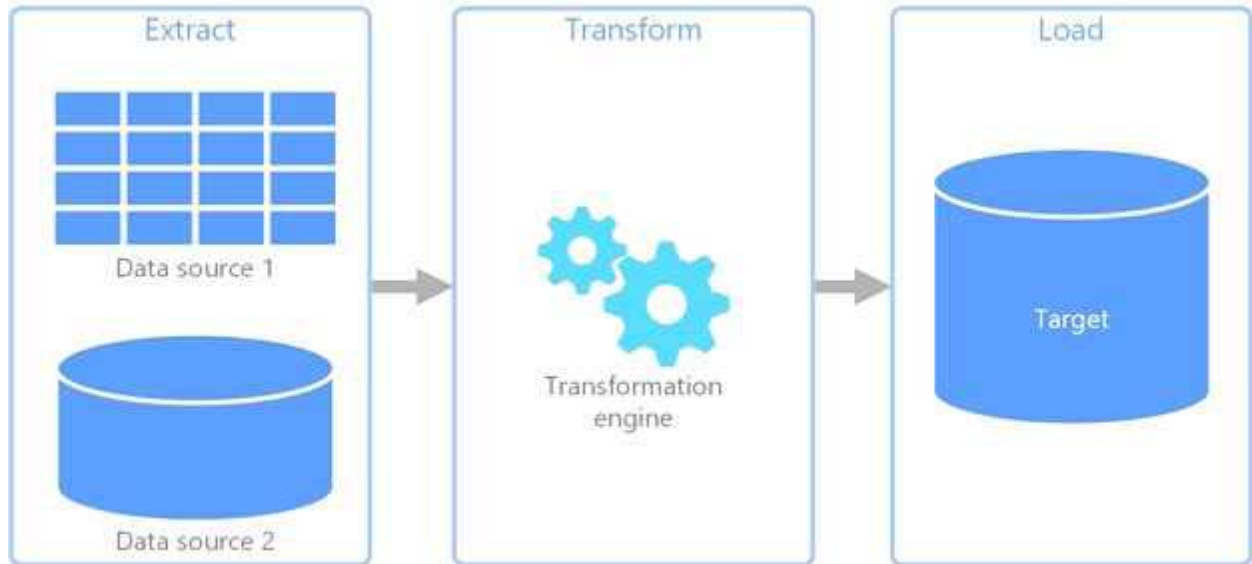 Extract
Data source 1
Data source 2
Transform
Transformation
engine
Load
Target